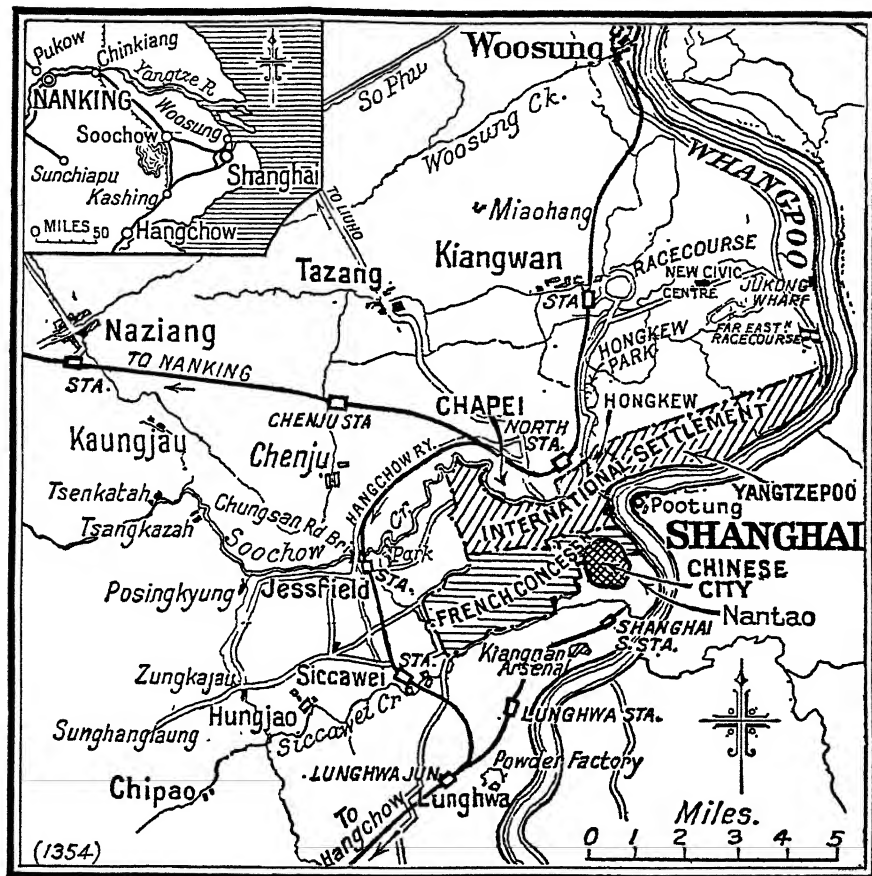 Pukow
Chinkiang
Yangtze R.
NANKING
Woosung
Soochow
Shanghai
Sunchiapu
Kashing
MILES 50
Hangchow
Woosung
So Phu
Woosung Ck.
WHANGPOO
R.
TO LIUHO
Miaohang
Tazang
Kiangwan
RACECOURSE
NEW CIVIC
CENTRE
JUKONG
WHARF
STA
FAR EAST N
RACECOURSE
HONGKEW
PARK
Naziang
TO NANKING
STA.
CHENJU STA
CHAPEI
NORTH
STA.
HONGKEW
Kaungjau
Chenju
HANGCHOW RY.
INTERNATIONAL SETTLEMENT
YANGTZEPOO
Tsenkatah
Tsangkazah
Chungsan Rd Br.
Soochow
Cr
Park
Pootung
SHANGHAI
CHINESE
CITY
Posingkyung
Jessfield
STA.
FRENCH CONCESS
Nantao
SHANGHAI
S. STA.
Kiangnan
Arsenal
Zungkajau
Siccawei
STA.
Hungjao
Siccawei Cr
Sunghanglaung
LUNGHWA STA.
LUNGHWA JUN.
Powder Factory
Chipao
Lunghwa
To
Hangchow
Miles.
0 1 2 3 4 5
(1354)